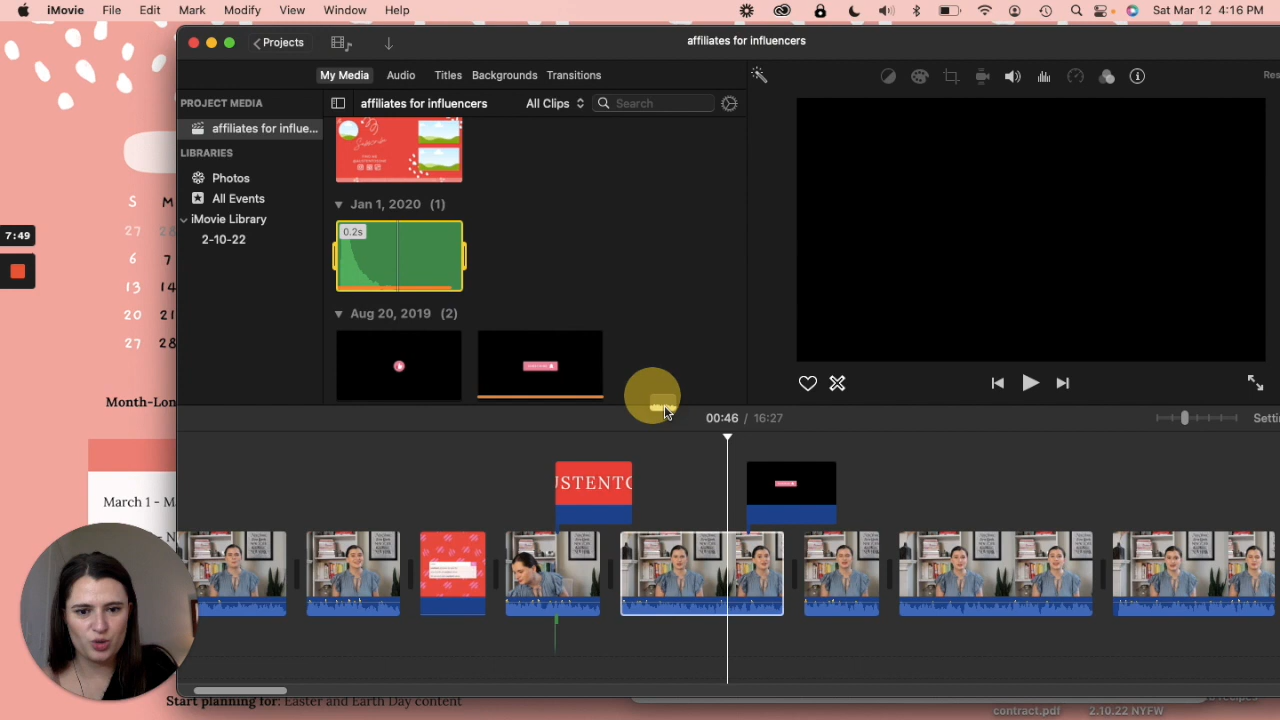 iMovie File Edit Mark Modify View Window Help
Sat Mar 12 4:16 PM
Projects
affiliates for influencers
My Media Audio Titles Backgrounds Transitions
PROJECT MEDIA
affiliates for influe...
LIBRARIES
Photos
All Events
iMovie Library
2-10-22
affiliates for influencers
All Clips
Search
Jan 1, 2020 (1)
0.2s
Aug 20, 2019 (2)
00:46 / 16:27
7:49
S M
27 28
6 7
13 14
20 21
27 28
Month-Lon
March 1 - M
Start planning for: Easter and Earth Day content
contract.pdf
2.10.22 NYFW